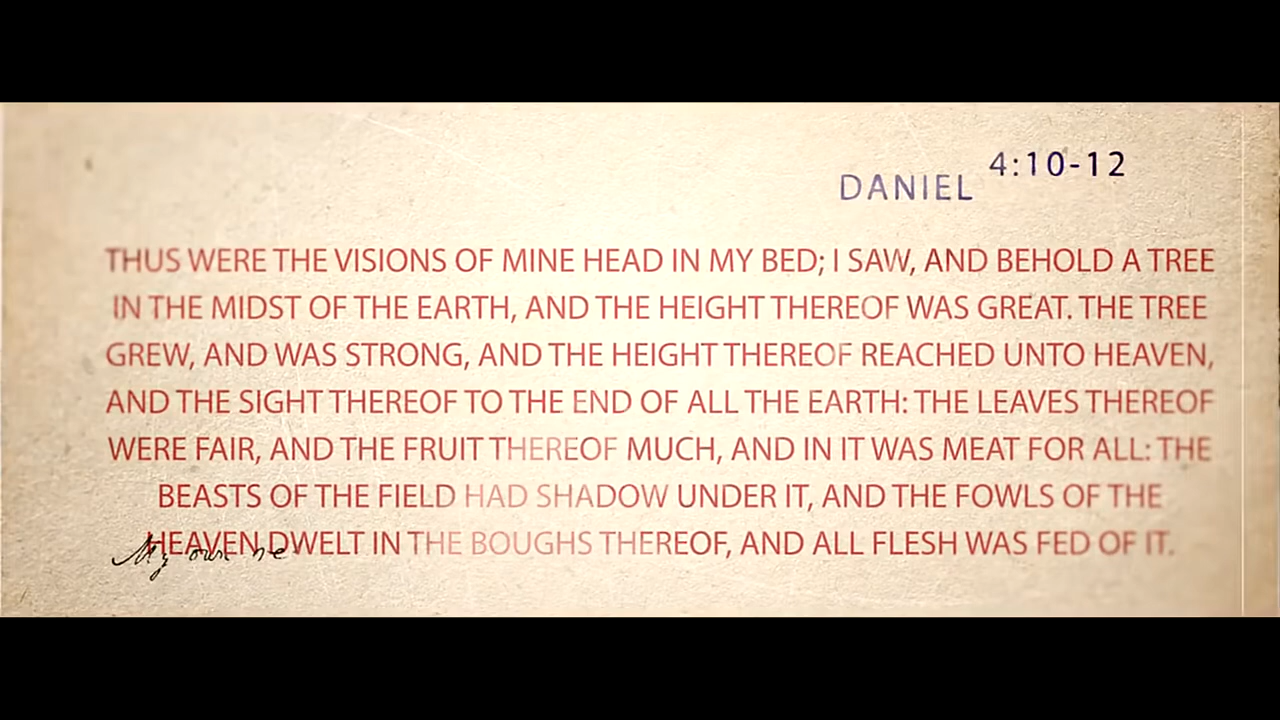 DANIEL 4:10-12
THUS WERE THE VISIONS OF MINE HEAD IN MY BED; I SAW, AND BEHOLD A TREE
IN THE MIDST OF THE EARTH, AND THE HEIGHT THEREOF WAS GREAT. THE TREE
GREW, AND WAS STRONG, AND THE HEIGHT THEREOF REACHED UNTO HEAVEN,
AND THE SIGHT THEREOF TO THE END OF ALL THE EARTH: THE LEAVES THEREOF
WERE FAIR, AND THE FRUIT THEREOF MUCH, AND IN IT WAS MEAT FOR ALL: THE
BEASTS OF THE FIELD HAD SHADOW UNDER IT, AND THE FOWLS OF THE
HEAVEN DWELT IN THE BOUGHS THEREOF, AND ALL FLESH WAS FED OF IT.
My own ne